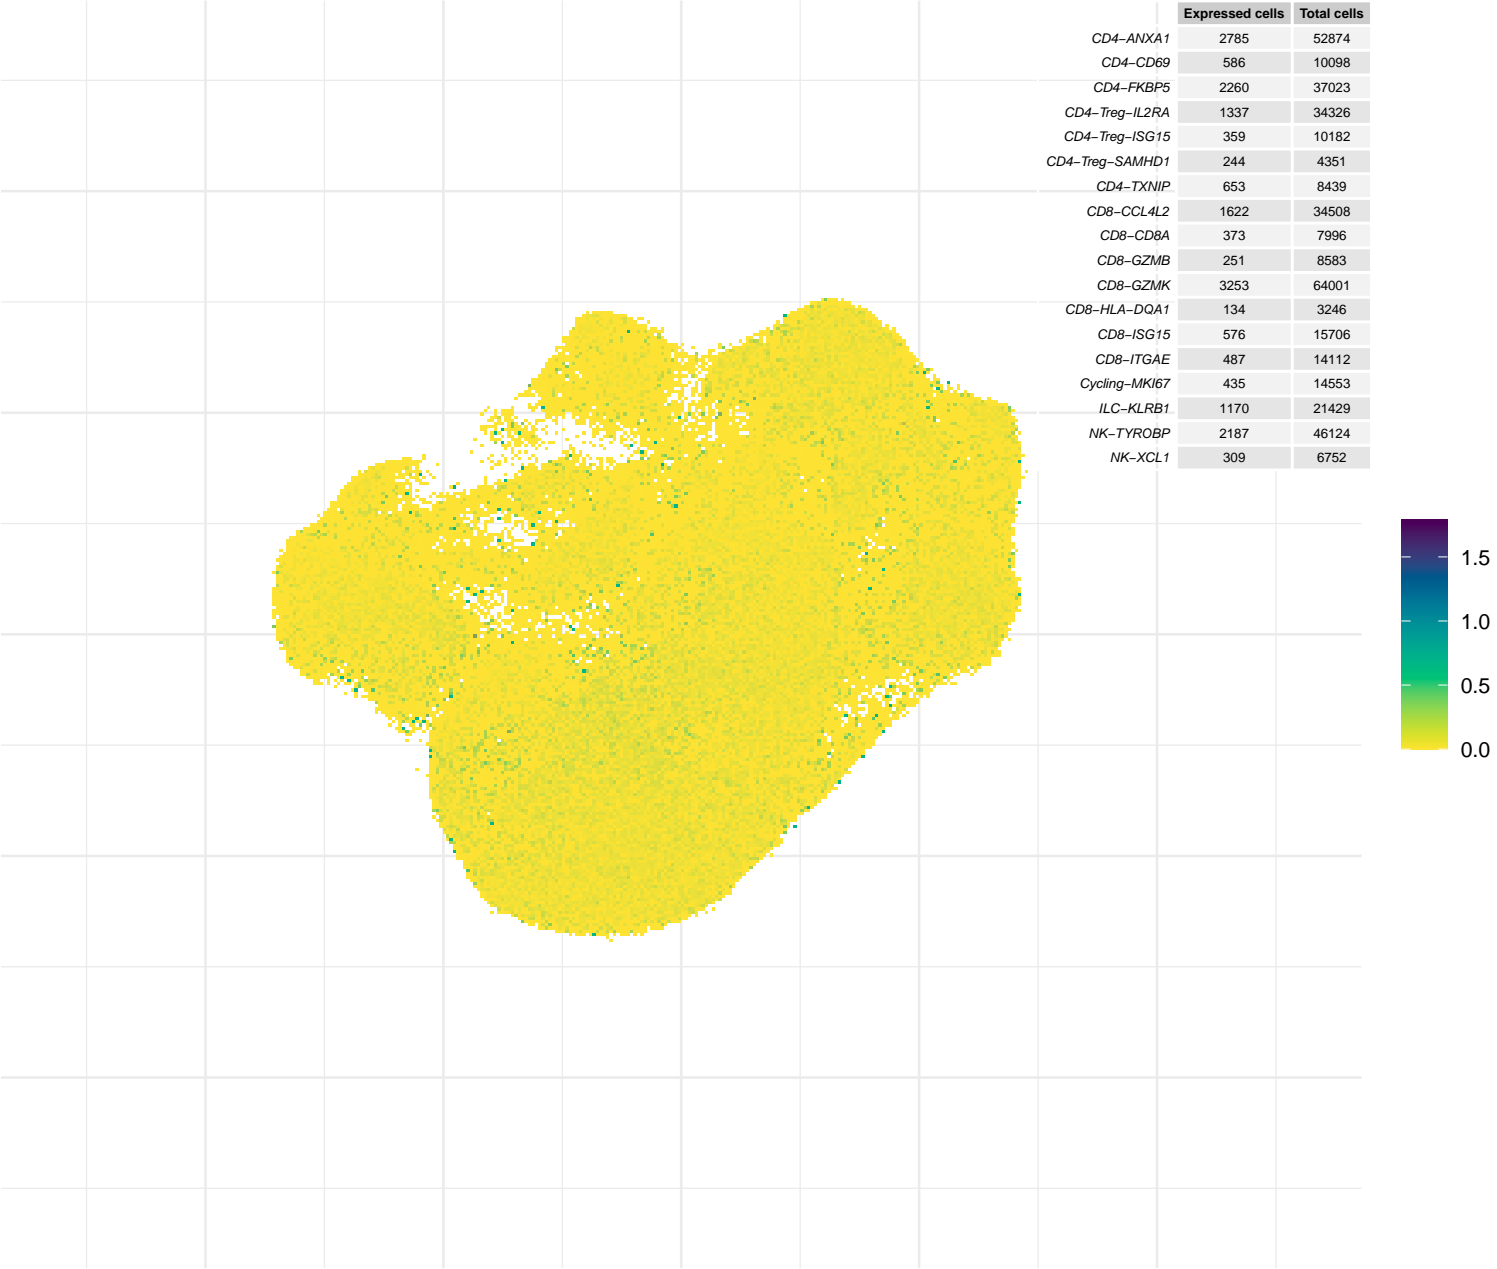 Expressed cells Total cells
CD4−ANXA1 2785 52874
CD4−CD69 586 10098
CD4−FKBP5 2260 37023
CD4−Treg−IL2RA 1337 34326
CD4−Treg−ISG15 359 10182
CD4−Treg−SAMHD1 244 4351
CD4−TXNIP 653 8439
CD8−CCL4L2 1622 34508
CD8−CD8A 373 7996
CD8−GZMB 251 8583
CD8−GZMK 3253 64001
CD8−HLA−DQA1 134 3246
CD8−ISG15 576 15706
CD8−ITGAE 487 14112
Cycling−MKI67 435 14553
ILC−KLRB1 1170 21429
NK−TYROBP 2187 46124
NK−XCL1 309 6752
1.5
1.0
0.5
0.0